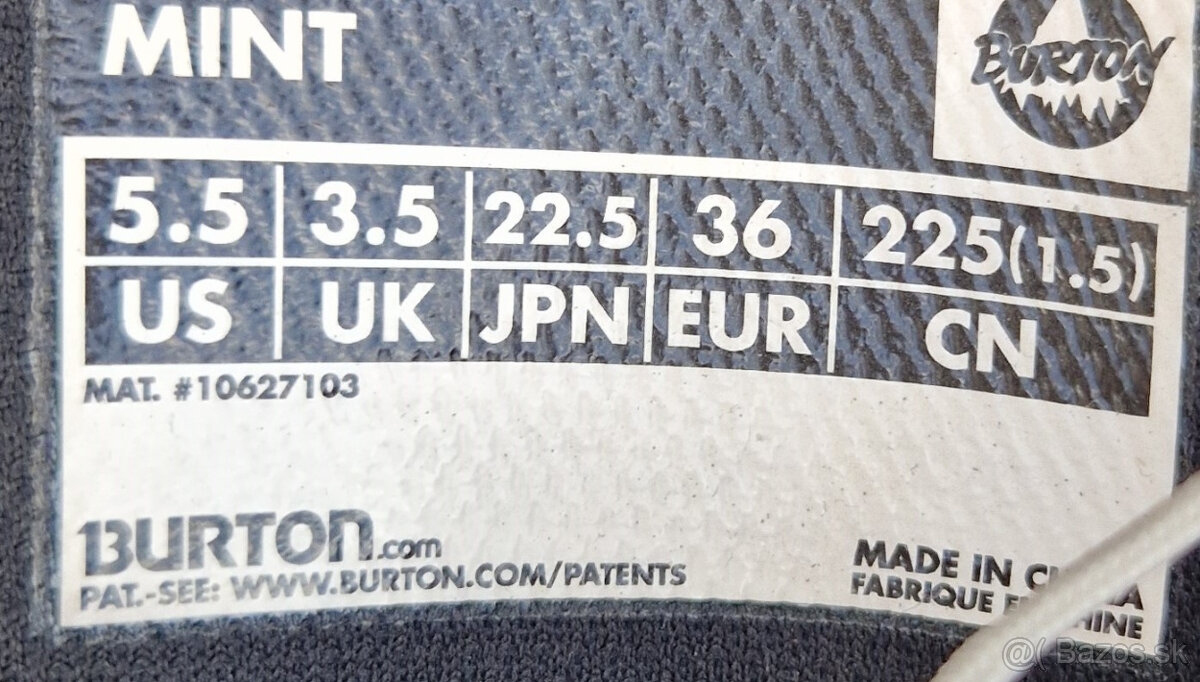 MINT
BURTON
5.5 3.5 22.5 36 225(1.5)
US UK JPN EUR CN
MAT. #10627103
BURTON.com
PAT.-SEE: WWW.BURTON.COM/PATENTS
MADE IN
FABRIQUE
@( Bazos.sk